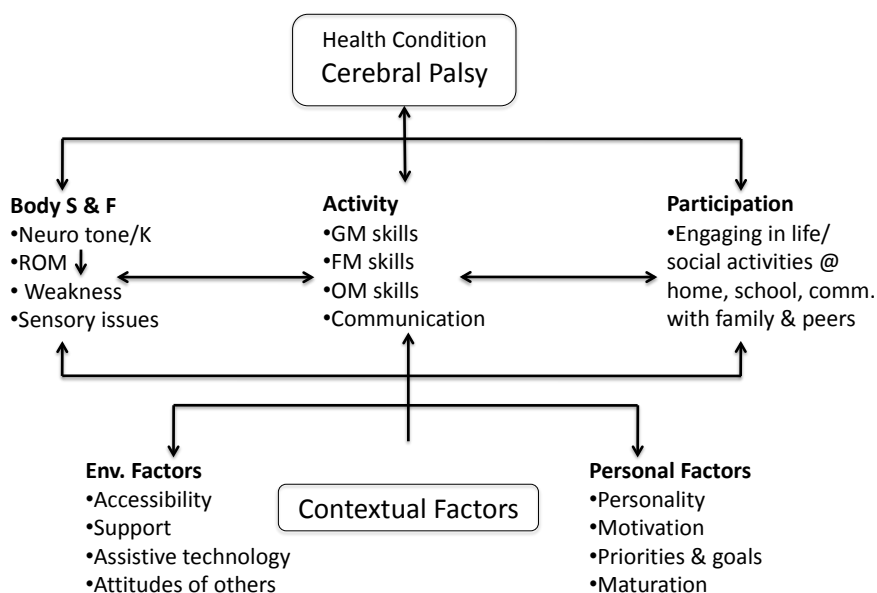 Health Condition
Cerebral Palsy
Body S & F
•Neuro tone/K
•ROM
• Weakness
•Sensory issues
Activity
•GM skills
•FM skills
•OM skills
•Communication
Participation
•Engaging in life/
social activities @
home, school, comm.
with family & peers
Env. Factors
•Accessibility
•Support
•Assistive technology
•Attitudes of others
Contextual Factors
Personal Factors
•Personality
•Motivation
•Priorities & goals
•Maturation